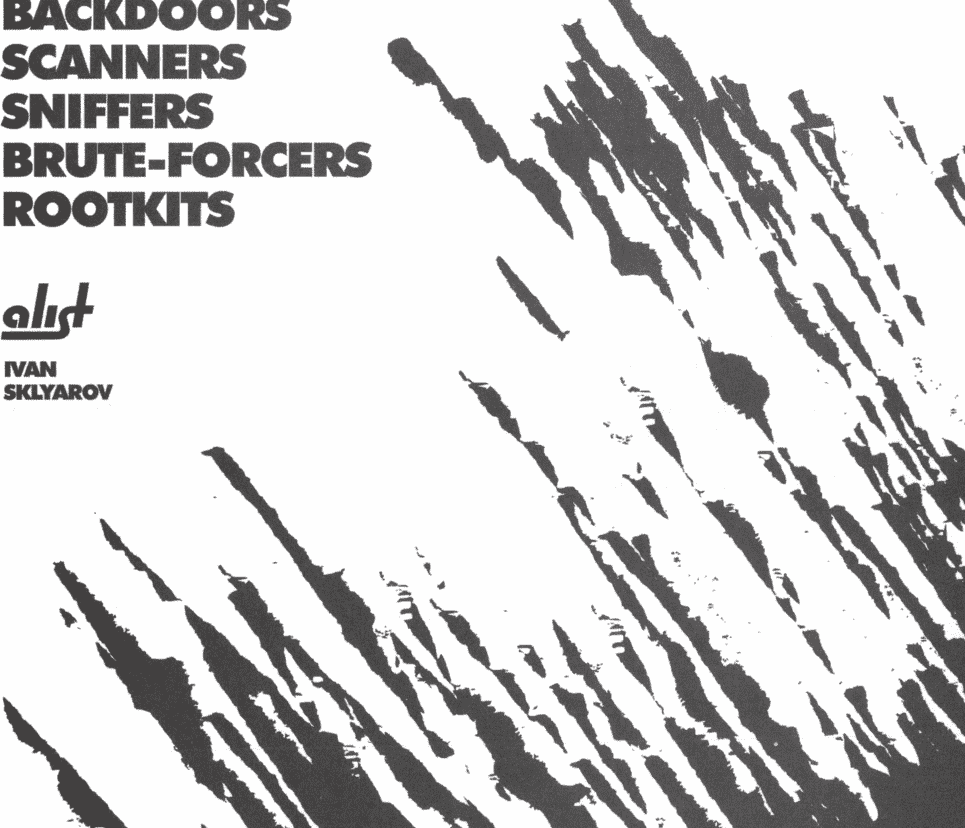 BACKDOORS
SCANNERS
SNIFFERS
BRUTE-FORCERS
ROOTKITS
alist
IVAN
SKLYAROV